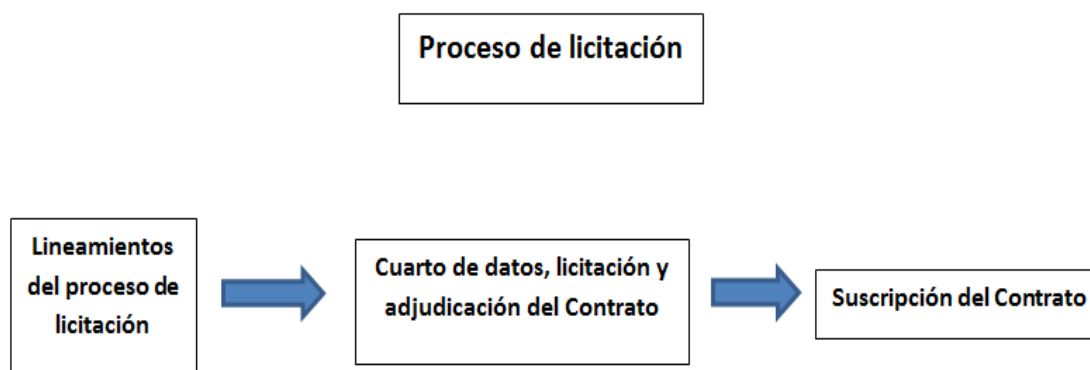 Proceso de licitación
Lineamientos
del proceso de
licitación
Cuarto de datos, licitación y
adjudicación del Contrato
Suscripción del Contrato